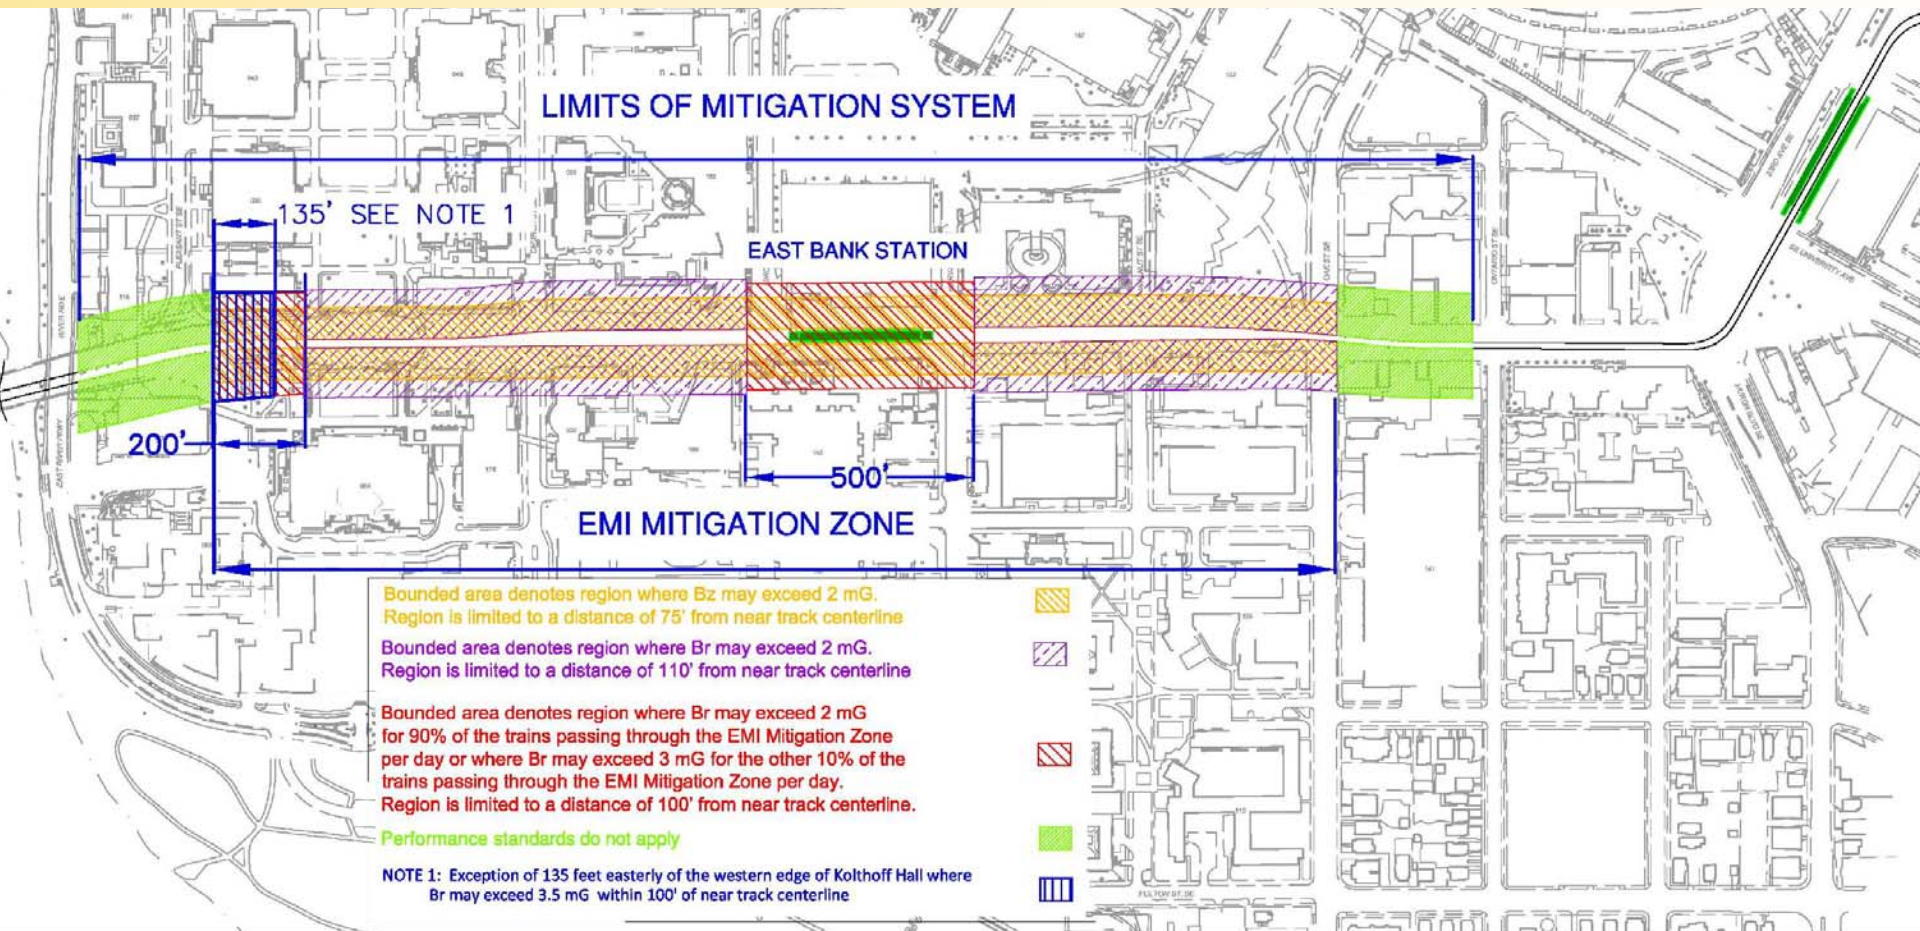 LIMITS OF MITIGATION SYSTEM
135' SEE NOTE 1
EAST BANK STATION
200'
500'
EMI MITIGATION ZONE
Bounded area denotes region where Bz may exceed 2 mG.
Region is limited to a distance of 75' from near track centerline
Bounded area denotes region where Br may exceed 2 mG.
Region is limited to a distance of 110' from near track centerline
Bounded area denotes region where Br may exceed 2 mG
for 90% of the trains passing through the EMI Mitigation Zone
per day or where Br may exceed 3 mG for the other 10% of the
trains passing through the EMI Mitigation Zone per day.
Region is limited to a distance of 100' from near track centerline.
Performance standards do not apply
NOTE 1: Exception of 135 feet easterly of the western edge of Kolthoff Hall where
Br may exceed 3.5 mG within 100' of near track centerline